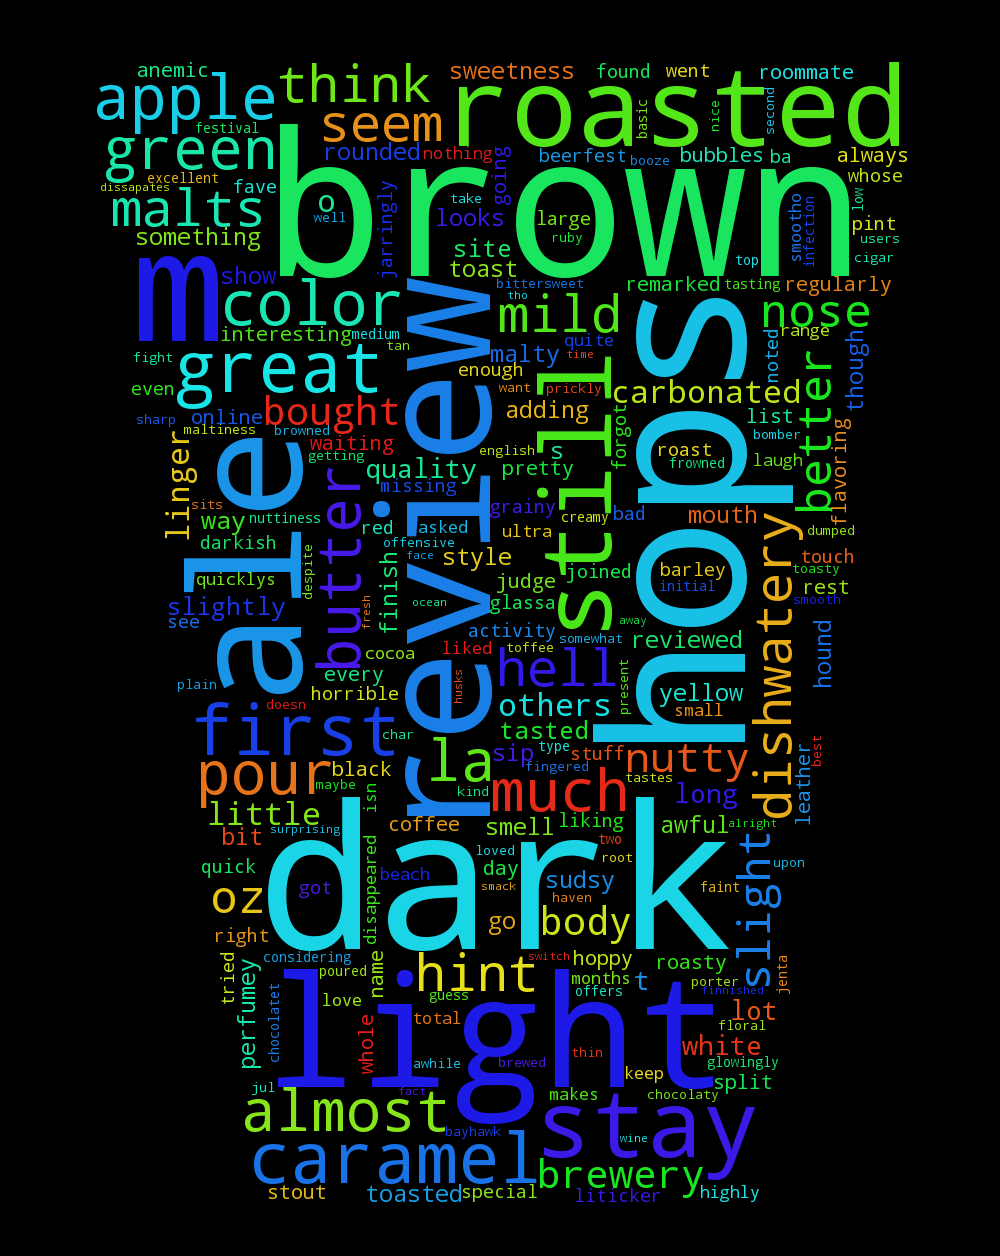 anemic
think
sweetness
found
went
roommate
apple
seem
roasted
basic
nice
second
festival
green
rounded
nothing
going
beerfest
booze
bubbles
ba
always
excellent
dissapates
fave
brown
whose
malts
o
well
jarringly
take
looks
large
ruby
smootho
infection
low
pint
users
something
site
top
cigar
m
show
toast
bittersweet
tho
remarked
tasting
regularly
color
mild
hops
nose
interesting
medium
tan
review
quite
time
malty
noted
range
though
fight
great
enough
want
prickly
still
carbonated
better
even
bought
adding
forgot
list
sharp
online
browned
maltiness
waiting
getting
english
s
roast
frowned
bomber
laugh
flavoring
linger
ale
quality
pretty
missing
sits
butter
grainy
creamy
bad
mouth
dumped
way
nuttiness
red
asked
ultra
dishwatery
darkish
offensive
face
style
touch
despite
finish
joined
barley
toasty
quicklys
judge
initial
rest
slightly
fresh
ocean
glassa
smooth
see
activity
somewhat
away
reviewed
hound
cocoa
liked
toffee
plain
every
hell
present
yellow
horrible
husks
doesn
others
small
first
char
tasted
la
sip
type
stuff
nutty
leather
best
pour
black
fingered
tastes
maybe
isn
kind
much
long
little
coffee
smell
liking
awful
alright
bit
surprising
dark
disappeared
loved
two
root
slight
upon
quick
day
got
beach
smack
sudsy
haven
faint
oz
go
body
right
considering
switch
hoppy
roasty
tried
perfumey
poured
name
hint
months
t
porter
jenta
chocolatet
light
love
guess
offers
finnished
lot
whole
total
floral
thin
white
awhile
brewed
glowingly
keep
split
jul
fact
makes
chocolaty
almost
stay
bayhawk
wine
caramel
brewery
stout
toasted
special
liticker
highly